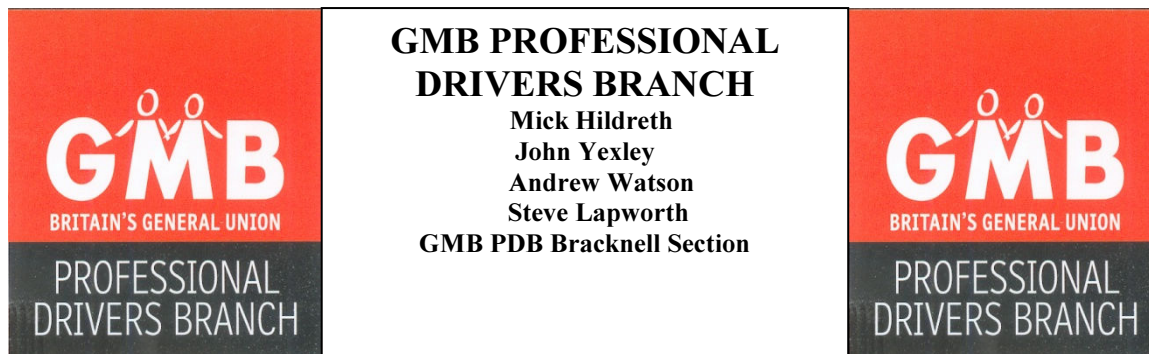 GMB
BRITAIN'S GENERAL UNION
PROFESSIONAL
DRIVERS BRANCH
GMB PROFESSIONAL
DRIVERS BRANCH
Mick Hildreth
John Yexley
Andrew Watson
Steve Lapworth
GMB PDB Bracknell Section
GMB
BRITAIN'S GENERAL UNION
PROFESSIONAL
DRIVERS BRANCH